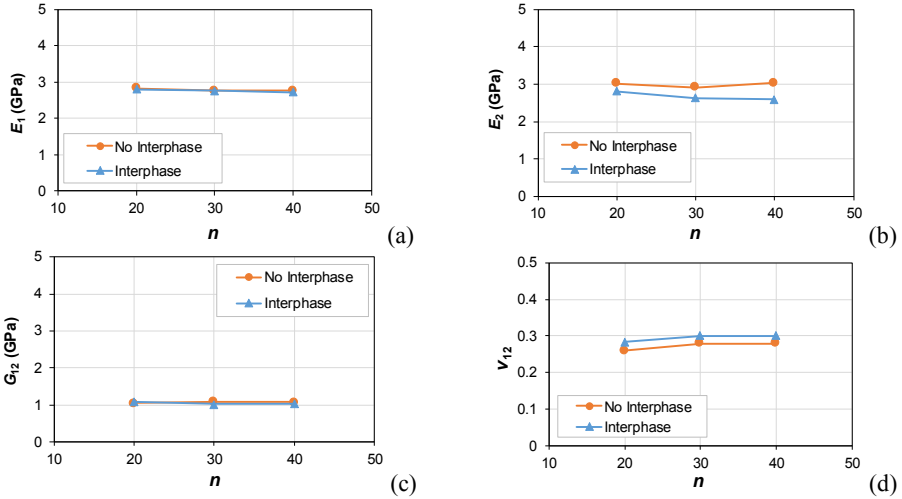 5
4
3
2
1
0
E1 (GPa)
No Interphase
Interphase
10 20 30 40 50
n
(a)
5
4
3
2
1
0
E2 (GPa)
No Interphase
Interphase
10 20 30 40 50
n
(b)
5
4
3
2
1
0
G12 (GPa)
No Interphase
Interphase
10 20 30 40 50
n
(c)
0.5
0.4
0.3
0.2
0.1
0.0
v12
No Interphase
Interphase
10 20 30 40 50
n
(d)